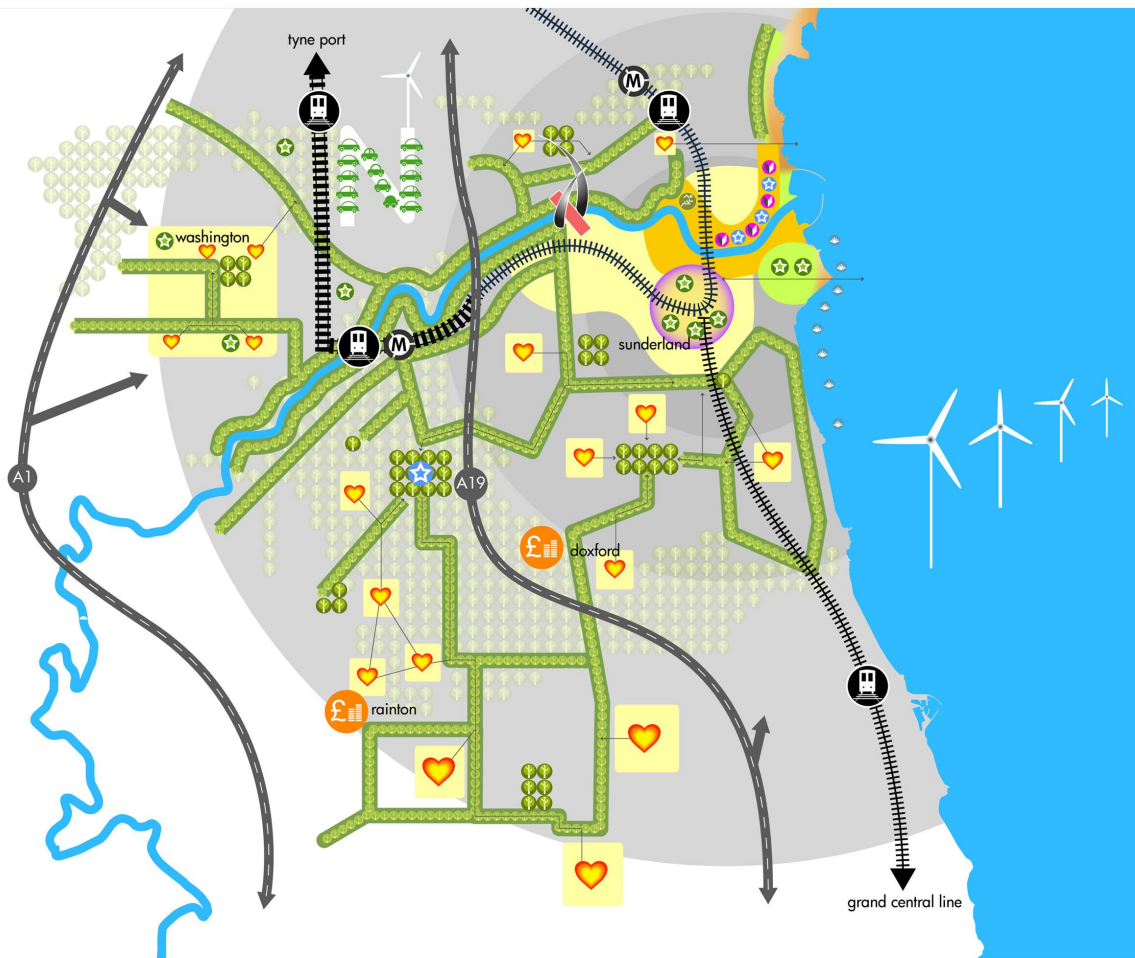 tyne port
M
washington
M
sunderland
A1
A19
£
doxford
£
rainton
grand central line